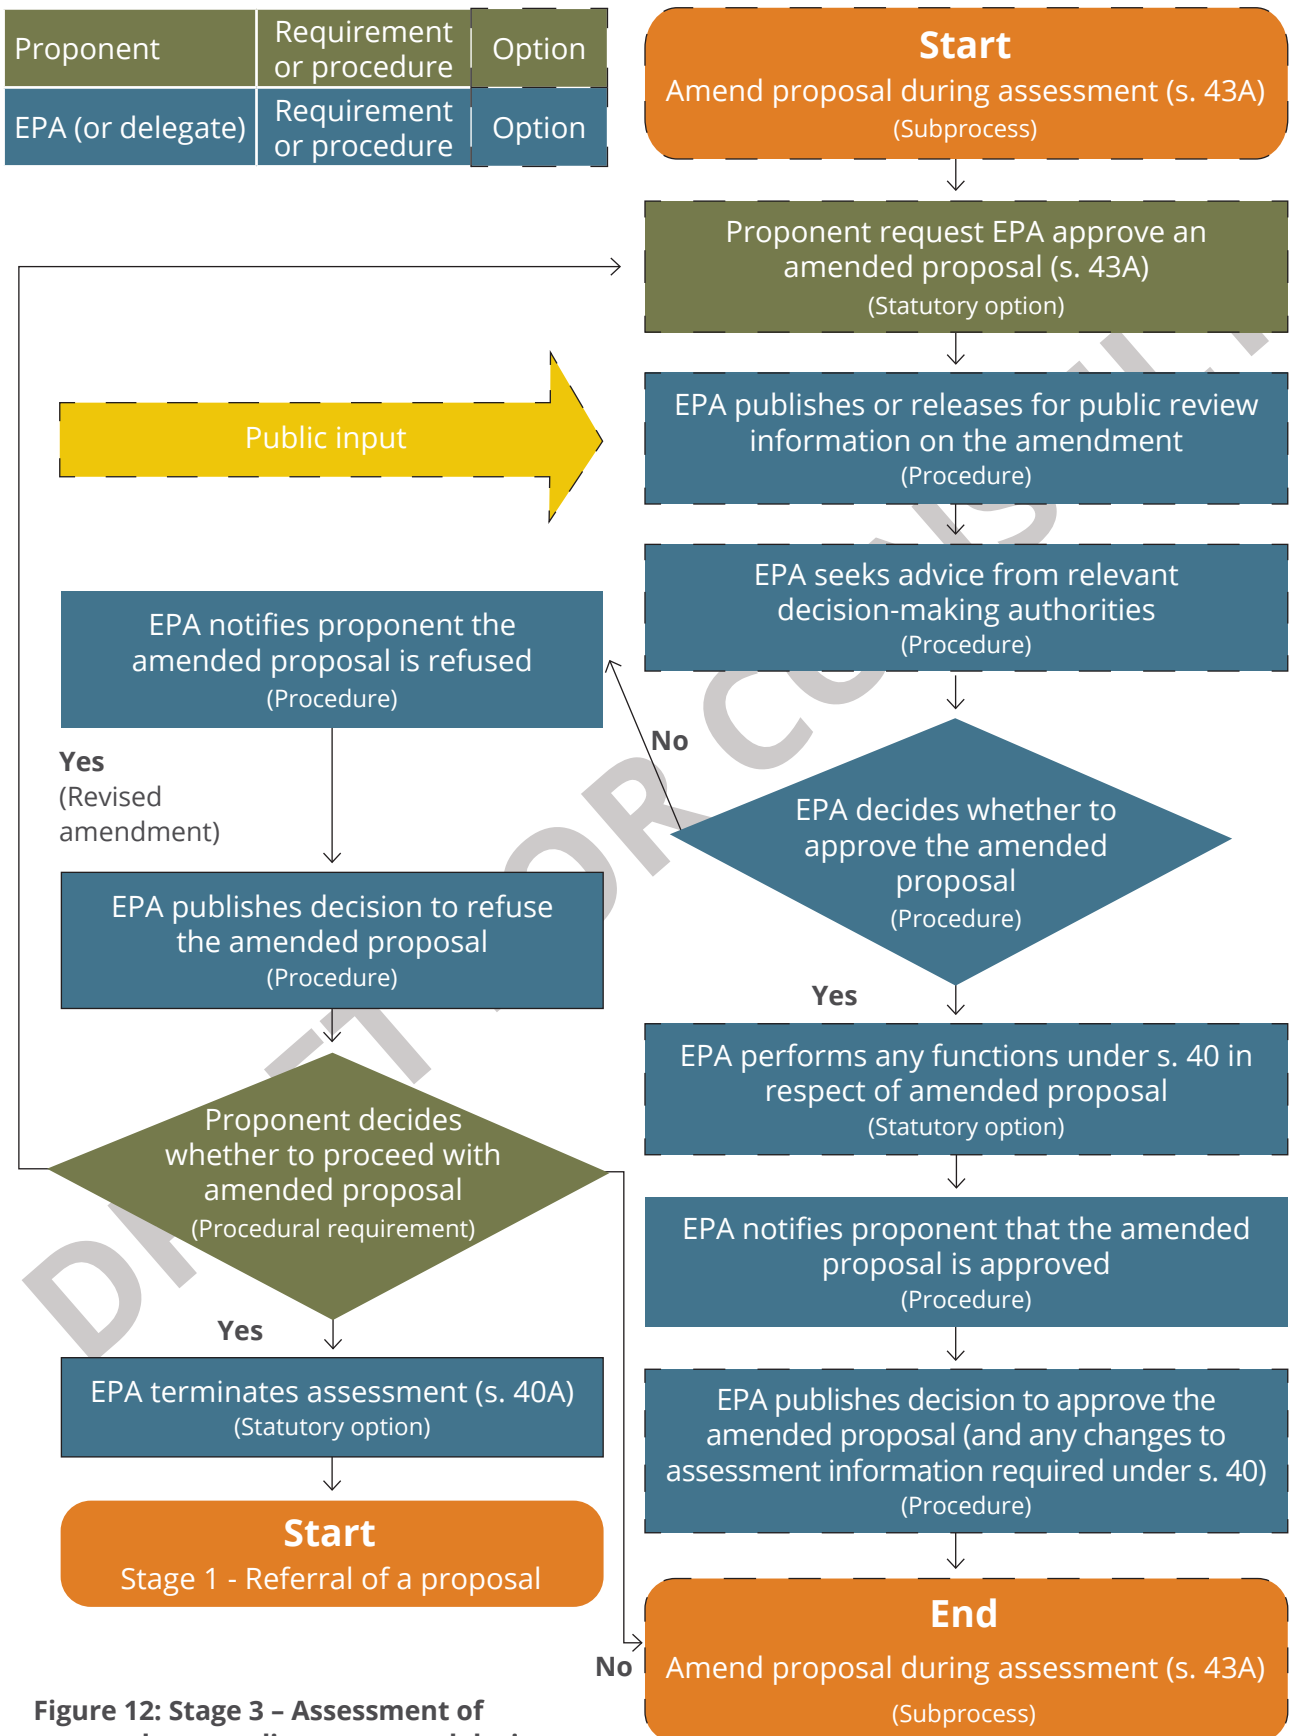 Proponent
Requirement
or procedure
Option
EPA (or delegate)
Requirement
or procedure
Option
Start
Amend proposal during assessment (s. 43A)
(Subprocess)
Proponent request EPA approve an
amended proposal (s. 43A)
(Statutory option)
Public input
EPA publishes or releases for public review
information on the amendment
(Procedure)
EPA seeks advice from relevant
decision-making authorities
(Procedure)
EPA notifies proponent the
amended proposal is refused
(Procedure)
No
Yes
(Revised
amendment)
EPA decides whether to
approve the amended
proposal
(Procedure)
EPA publishes decision to refuse
the amended proposal
(Procedure)
Yes
EPA performs any functions under s. 40 in
respect of amended proposal
(Statutory option)
Proponent decides
whether to proceed with
amended proposal
(Procedural requirement)
EPA notifies proponent that the amended
proposal is approved
(Procedure)
Yes
EPA terminates assessment (s. 40A)
(Statutory option)
EPA publishes decision to approve the
amended proposal (and any changes to
assessment information required under s. 40)
(Procedure)
Start
Stage 1 - Referral of a proposal
No
End
Amend proposal during assessment (s. 43A)
(Subprocess)
Figure 12: Stage 3 – Assessment of
DRAFT FOR